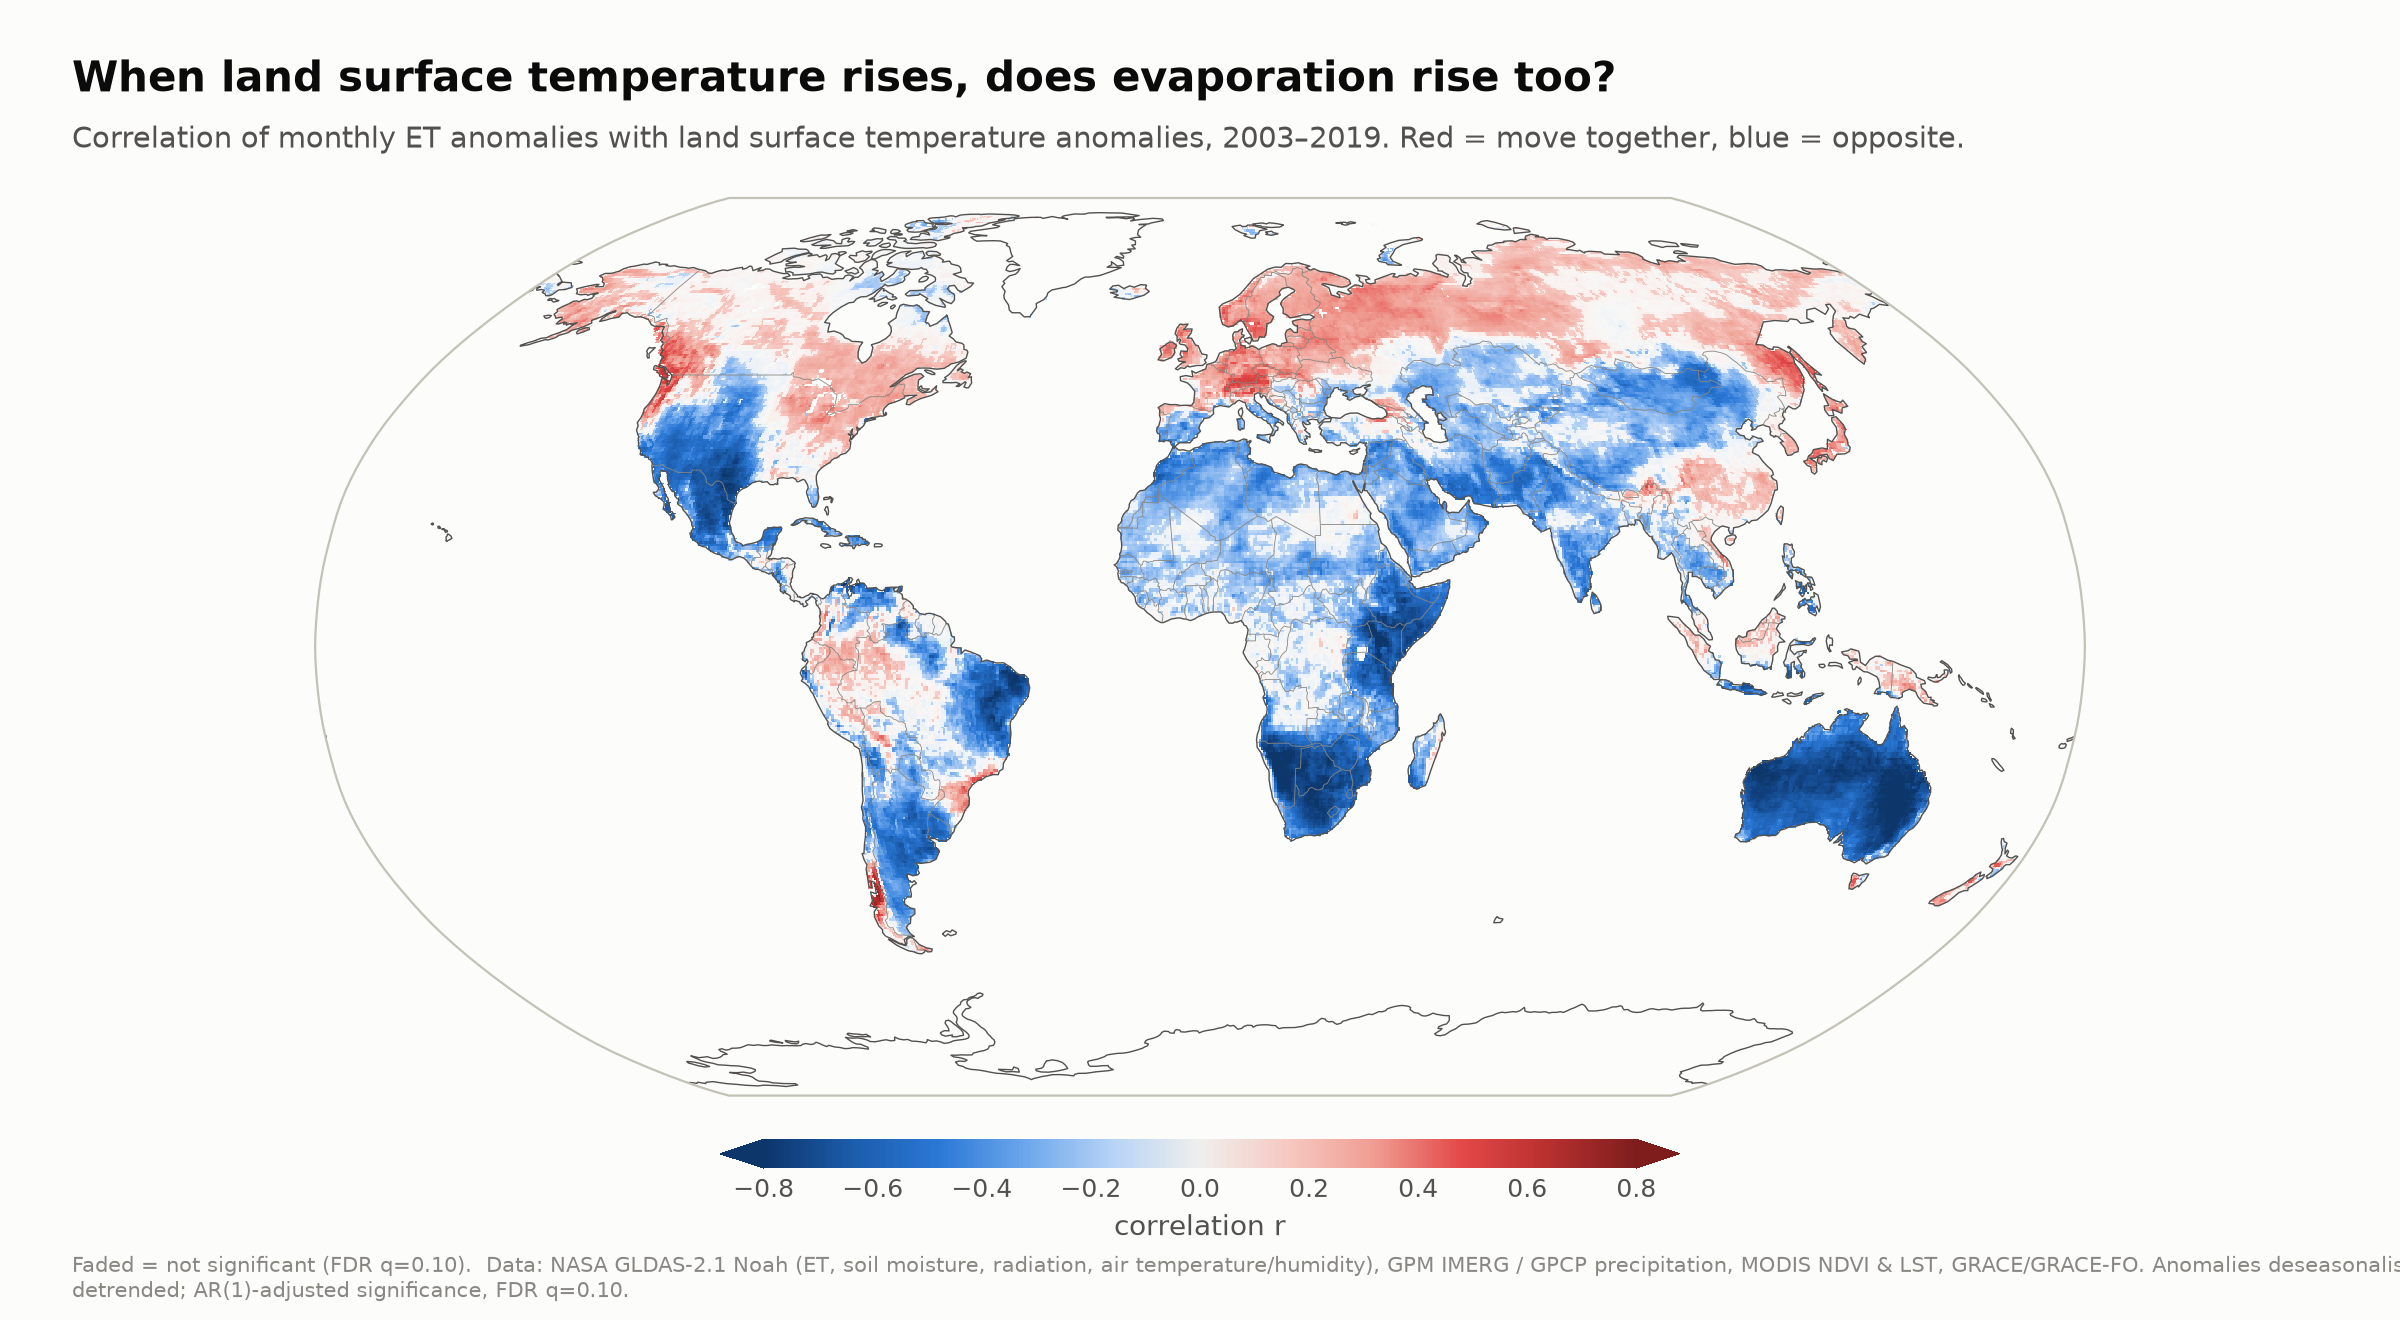 When land surface temperature rises, does evaporation rise too?
Correlation of monthly ET anomalies with land surface temperature anomalies, 2003–2019. Red = move together, blue = opposite.
−0.8 −0.6 −0.4 −0.2 0.0 0.2 0.4 0.6 0.8
correlation r
Faded = not significant (FDR q=0.10).  Data: NASA GLDAS-2.1 Noah (ET, soil moisture, radiation, air temperature/humidity), GPM IMERG / GPCP precipitation, MODIS NDVI & LST, GRACE/GRACE-FO. Anomalies deseasonalis
detrended; AR(1)-adjusted significance, FDR q=0.10.